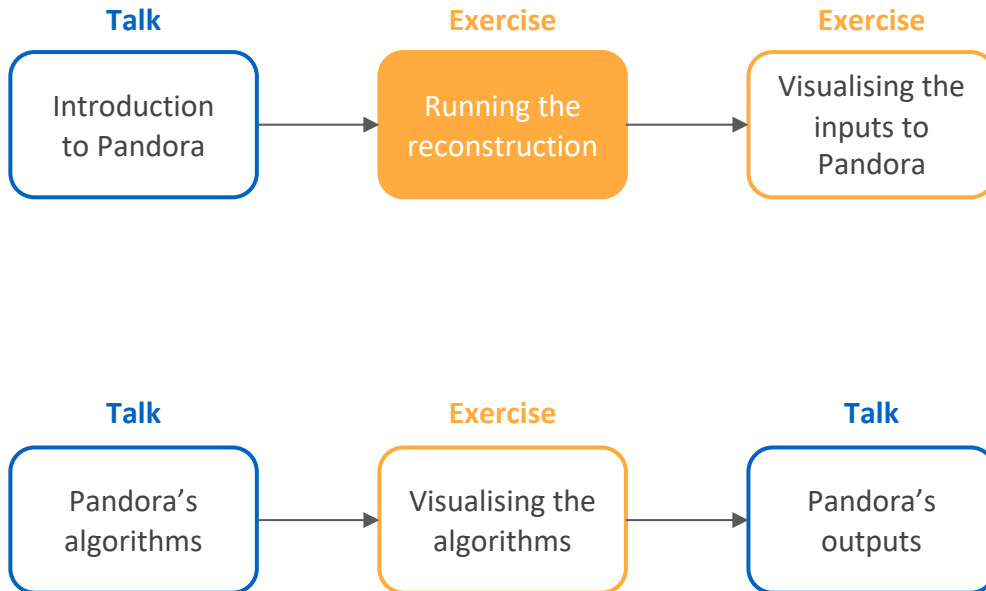 Talk
Exercise
Exercise
Introduction
to Pandora
Running the
reconstruction
Visualising the
inputs to
Pandora
Talk
Exercise
Talk
Pandora’s
algorithms
Visualising the
algorithms
Pandora’s
outputs